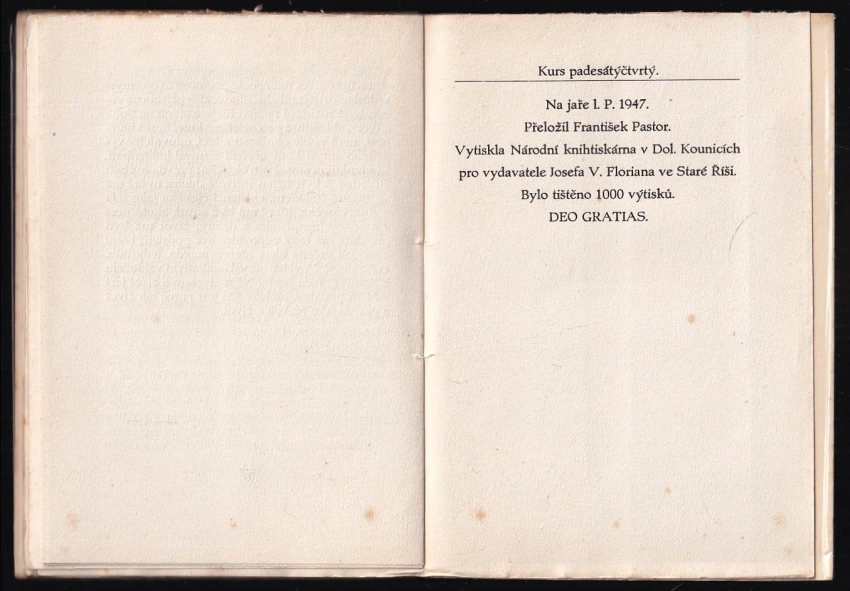 Kurs padesátýčtvrtý.
Na jaře l. P. 1947.
Přeložil František Pastor.
Vytiskla Národní knihtiskárna v Dol. Kounicích
pro vydavatele Josefa V. Floriana ve Staré Říši.
Bylo tištěno 1000 výtisků.
DEO GRATIAS.